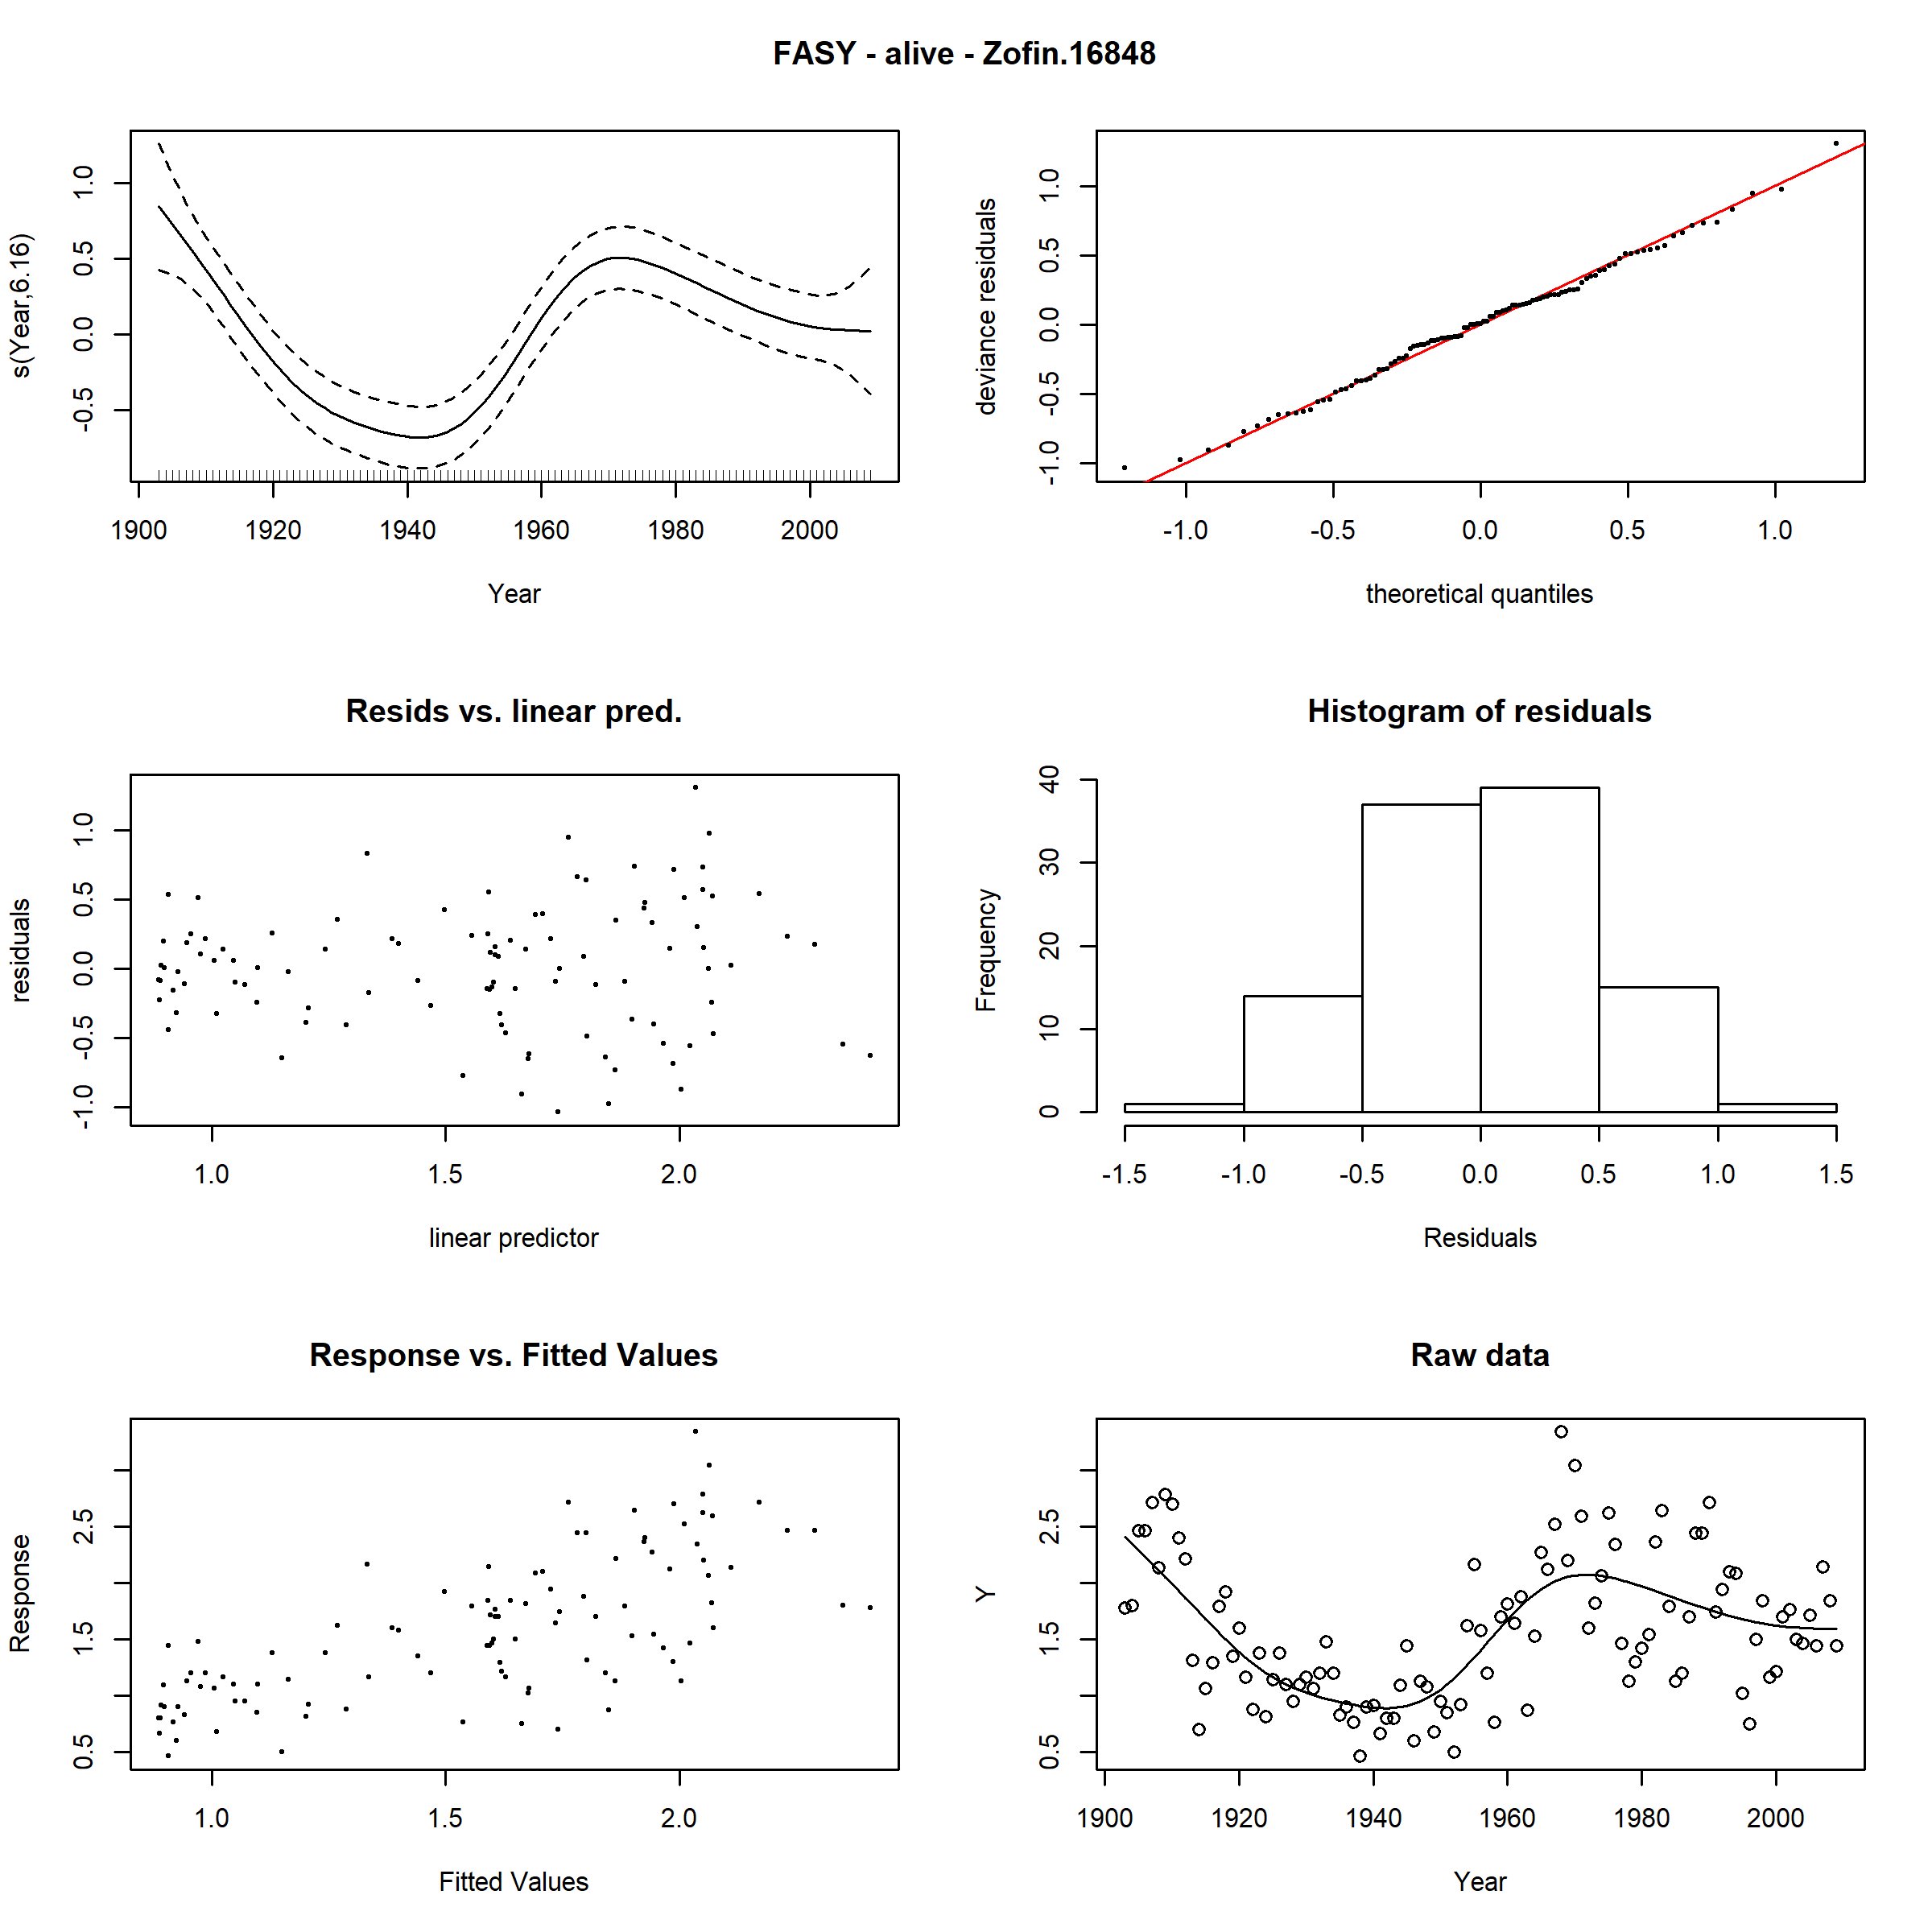 FASY - alive - Zofin.16848
s(Year,6.16)
1.0
0.5
0.0
-0.5
1900 1920 1940 1960 1980 2000
Year
deviance residuals
1.0
0.5
0.0
-0.5
-1.0
-1.0 -0.5 0.0 0.5 1.0
theoretical quantiles
Resids vs. linear pred.
residuals
1.0
0.5
0.0
-0.5
-1.0
1.0 1.5 2.0
linear predictor
Histogram of residuals
Frequency
40
30
20
10
0
-1.5 -1.0 -0.5 0.0 0.5 1.0 1.5
Residuals
Response vs. Fitted Values
Response
2.5
1.5
0.5
1.0 1.5 2.0
Fitted Values
Raw data
Y
2.5
1.5
0.5
1900 1920 1940 1960 1980 2000
Year